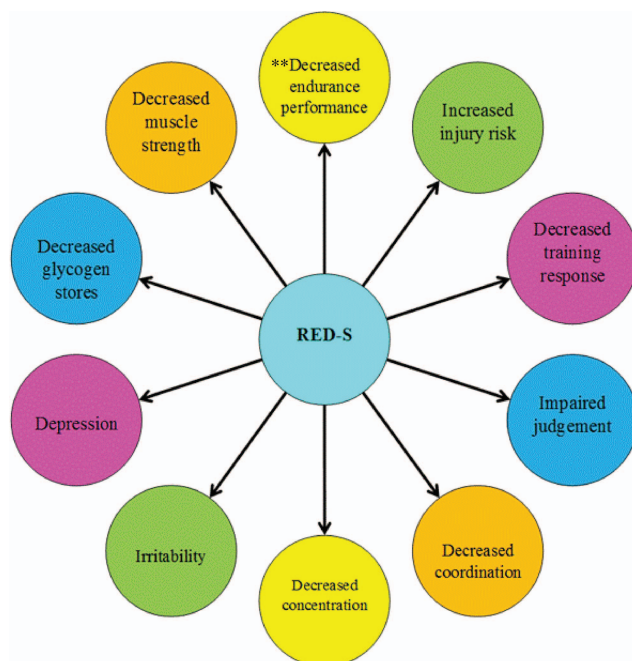 **Decreased
endurance
performance
Increased
injury risk
Decreased
training
response
Impaired
judgement
Decreased
coordination
Decreased
concentration
Irritability
Depression
Decreased
glycogen
stores
Decreased
muscle
strength
RED-S